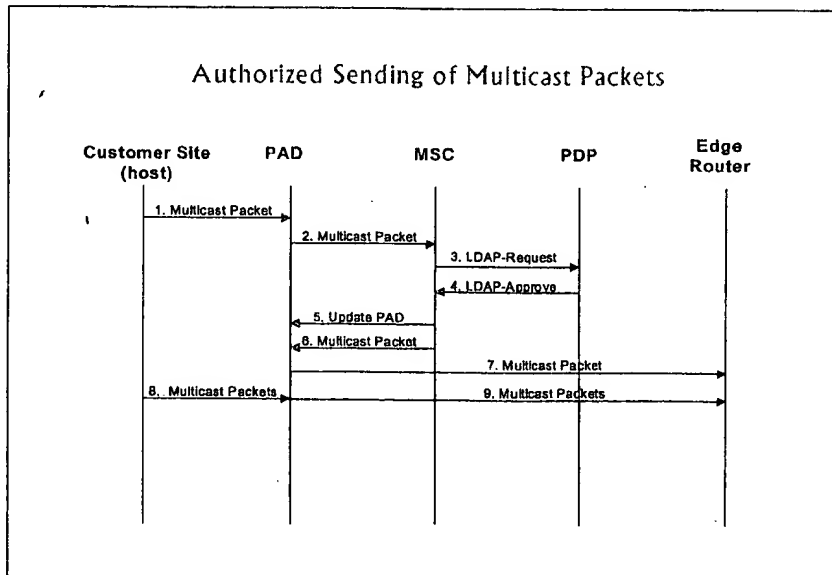 Authorized Sending of Multicast Packets
Customer Site
(host)
PAD
MSC
PDP
Edge
Router
1. Multicast Packet
2. Multicast Packet
3. LDAP-Request
4. LDAP-Approve
5. Update PAD
6. Multicast Packet
7. Multicast Packet
8. Multicast Packets
9. Multicast Packets